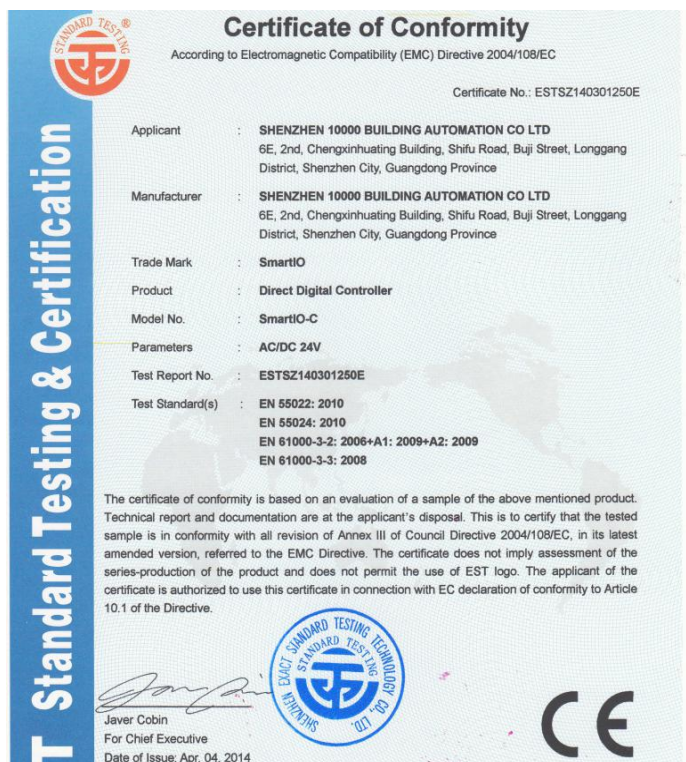 STANDARD TESTING
®
Certificate of Conformity
According to Electromagnetic Compatibility (EMC) Directive 2004/108/EC
Certificate No.: ESTSZ140301250E
Applicant : SHENZHEN 10000 BUILDING AUTOMATION CO LTD
6E, 2nd, Chengxinhuating Building, Shifu Road, Buji Street, Longgang
District, Shenzhen City, Guangdong Province
Manufacturer : SHENZHEN 10000 BUILDING AUTOMATION CO LTD
6E, 2nd, Chengxinhuating Building, Shifu Road, Buji Street, Longgang
District, Shenzhen City, Guangdong Province
Trade Mark : SmartIO
Product : Direct Digital Controller
Model No. : SmartIO-C
Parameters : AC/DC 24V
Test Report No. : ESTSZ140301250E
Test Standard(s) : EN 55022: 2010
EN 55024: 2010
EN 61000-3-2: 2006+A1: 2009+A2: 2009
EN 61000-3-3: 2008
The certificate of conformity is based on an evaluation of a sample of the above mentioned product.
Technical report and documentation are at the applicant's disposal. This is to certify that the tested
sample is in conformity with all revision of Annex III of Council Directive 2004/108/EC, in its latest
amended version, referred to the EMC Directive. The certificate does not imply assessment of the
series-production of the product and does not permit the use of EST logo. The applicant of the
certificate is authorized to use this certificate in connection with EC declaration of conformity to Article
10.1 of the Directive.
SHENZHEN EXACT STANDARD TESTING TECHNOLOGY CO., LTD.
STANDARD TESTING
Javer Cobin
For Chief Executive
Date of Issue: Apr. 04, 2014
CE
T Standard Testing & Certification